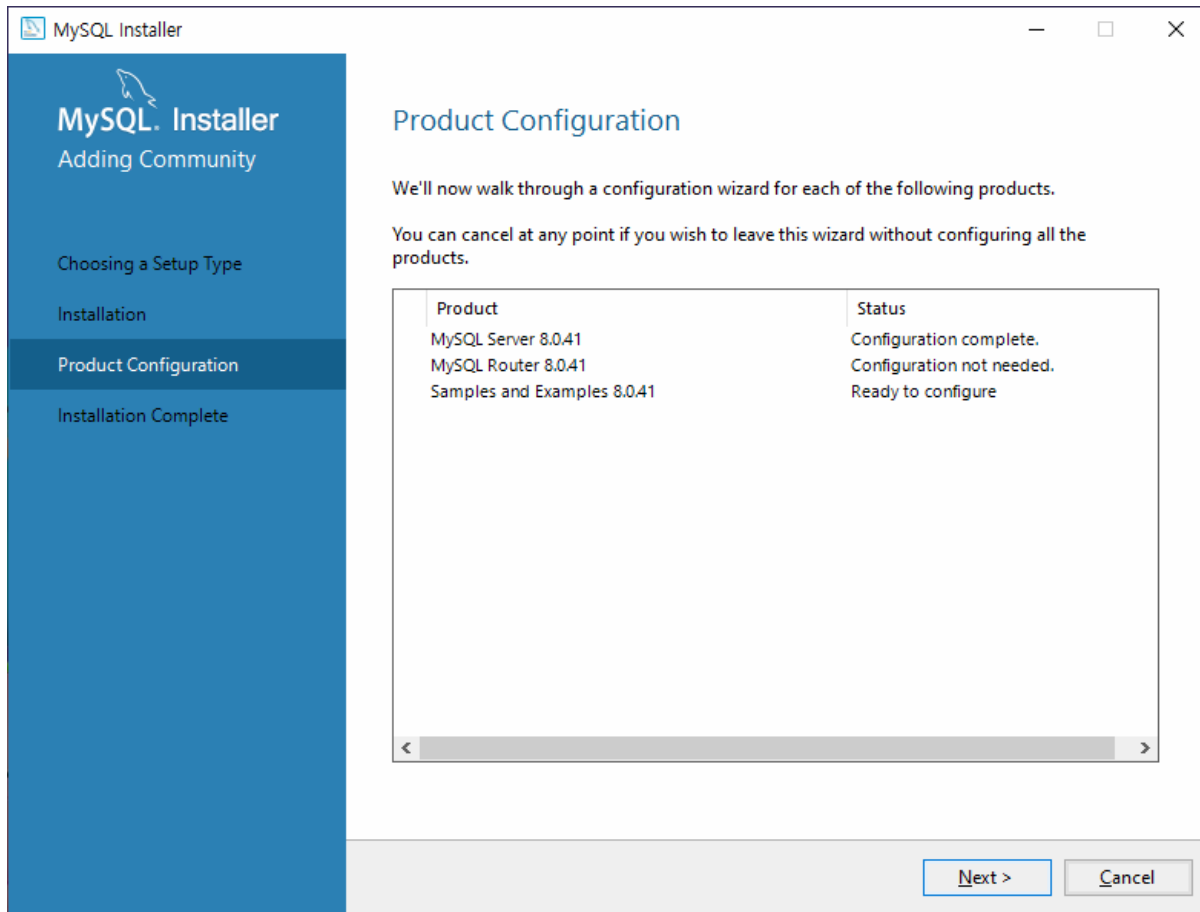 MySQL Installer
MySQL. Installer
Adding Community
Choosing a Setup Type
Installation
Product Configuration
Installation Complete
Product Configuration
We'll now walk through a configuration wizard for each of the following products.
You can cancel at any point if you wish to leave this wizard without configuring all the
products.
Product Status
MySQL Server 8.0.41 Configuration complete.
MySQL Router 8.0.41 Configuration not needed.
Samples and Examples 8.0.41 Ready to configure
Next > Cancel